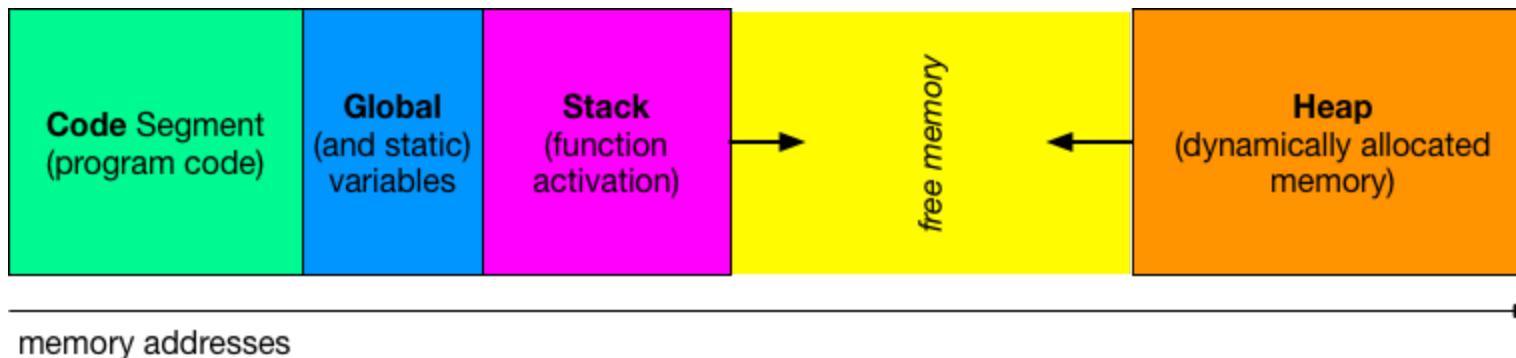 Code Segment
(program code)
Global
(and static)
variables
Stack
(function
activation)
free memory
Heap
(dynamically allocated
memory)
memory addresses